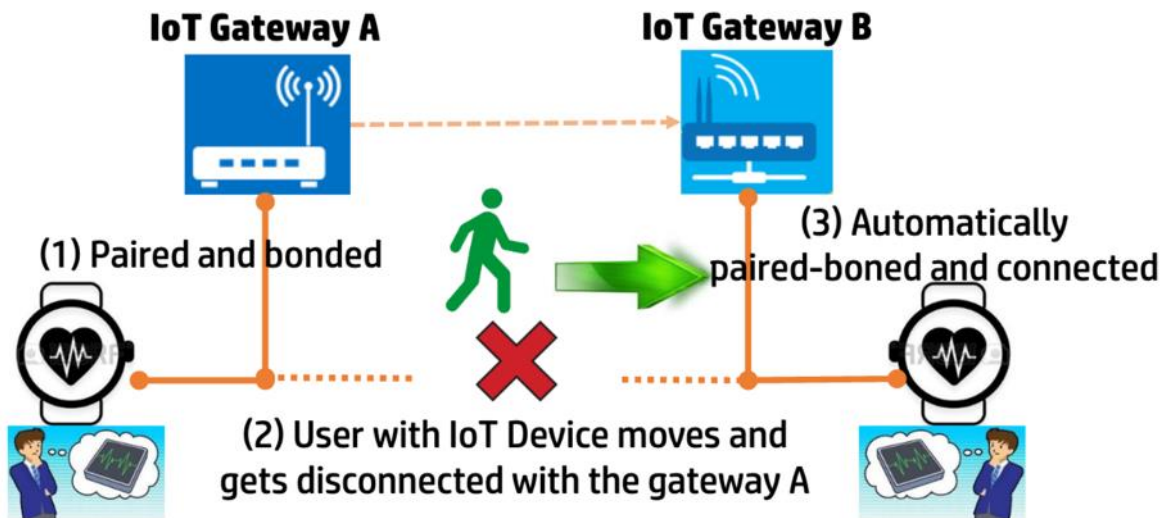 IoT Gateway A
IoT Gateway B
(1) Paired and bonded
(3) Automatically
paired-boned and connected
(2) User with IoT Device moves and
gets disconnected with the gateway A